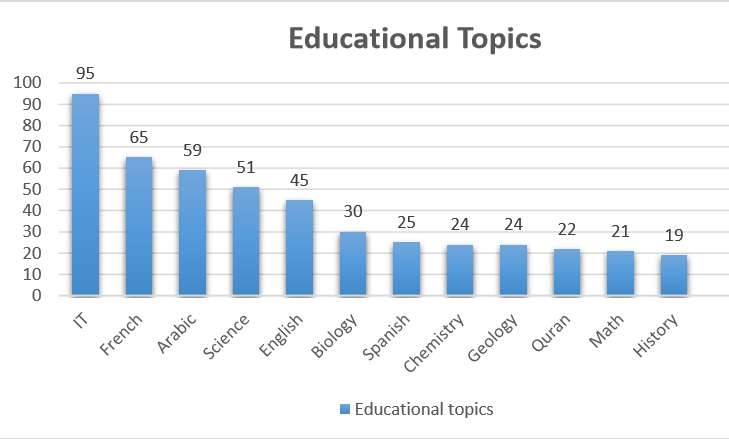 Educational Topics
95
65
59
51
45
30
25
24
24
22
21
19
100
90
80
70
60
50
40
30
20
10
0
IT
French
Arabic
Science
English
Biology
Spanish
Chemistry
Geology
Quran
Math
History
Educational topics